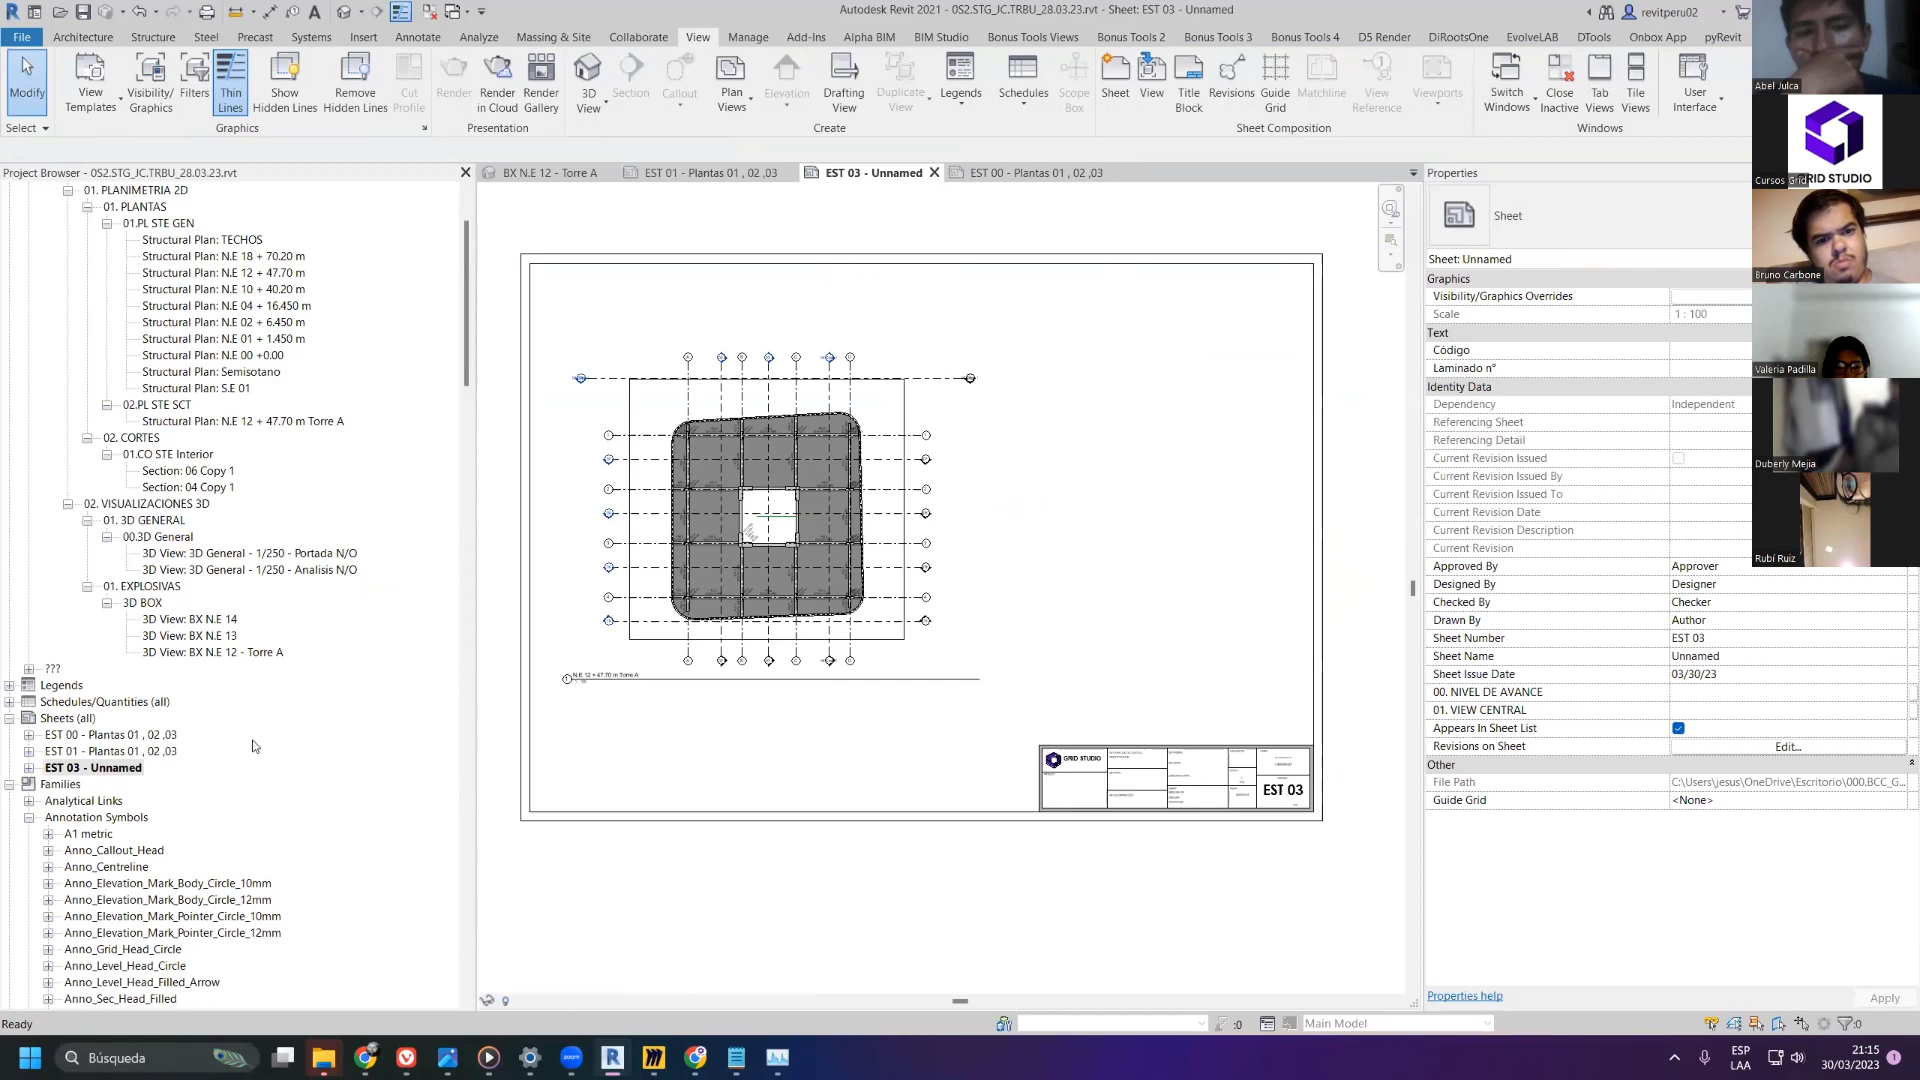 Autodesk Revit 2021 - 0S2.STG_JC.TRBU_28.03.23.rvt - Sheet: EST 03 - Unnamed
revitperu02
File Architecture Structure Steel Precast Systems Insert Annotate Analyze Massing & Site Collaborate View Manage Add-Ins Alpha BIM BIM Studio Bonus Tools Views Bonus Tools 2 Bonus Tools 3 Bonus Tools 4 D5 Render DiRootsOne EvolveLAB DTools Onbox App pyRevit
Modify
View Templates
Visibility/ Graphics
Filters
Thin Lines
Show Hidden Lines
Remove Hidden Lines
Cut Profile
Render
Render in Cloud
Render Gallery
3D View
Section
Callout
Plan Views
Elevation
Drafting View
Duplicate View
Legends
Schedules
Scope Box
Sheet
View
Title Block
Revisions
Guide Grid
Matchline
View Reference
Viewports
Switch Windows
Close Inactive
Tab Views
Tile Views
User Interface
Select
Graphics
Presentation
Create
Sheet Composition
Windows
Project Browser - 0S2.STG_JC.TRBU_28.03.23.rvt
01. PLANIMETRIA 2D
01. PLANTAS
01.PL STE GEN
Structural Plan: TECHOS
Structural Plan: N.E 18 + 70.20 m
Structural Plan: N.E 12 + 47.70 m
Structural Plan: N.E 10 + 40.20 m
Structural Plan: N.E 04 + 16.450 m
Structural Plan: N.E 02 + 6.450 m
Structural Plan: N.E 01 + 1.450 m
Structural Plan: N.E 00 +0.00
Structural Plan: Semisotano
Structural Plan: S.E 01
02.PL STE SCT
Structural Plan: N.E 12 + 47.70 m Torre A
02. CORTES
01.CO STE Interior
Section: 06 Copy 1
Section: 04 Copy 1
02. VISUALIZACIONES 3D
01. 3D GENERAL
00.3D General
3D View: 3D General - 1/250 - Portada N/O
3D View: 3D General - 1/250 - Analisis N/O
01. EXPLOSIVAS
3D BOX
3D View: BX N.E 14
3D View: BX N.E 13
3D View: BX N.E 12 - Torre A
???
Legends
Schedules/Quantities (all)
Sheets (all)
EST 00 - Plantas 01 , 02 ,03
EST 01 - Plantas 01 , 02 ,03
EST 03 - Unnamed
Families
Analytical Links
Annotation Symbols
A1 metric
Anno_Callout_Head
Anno_Centreline
Anno_Elevation_Mark_Body_Circle_10mm
Anno_Elevation_Mark_Body_Circle_12mm
Anno_Elevation_Mark_Pointer_Circle_10mm
Anno_Elevation_Mark_Pointer_Circle_12mm
Anno_Grid_Head_Circle
Anno_Level_Head_Circle
Anno_Level_Head_Filled_Arrow
Anno_Sec_Head_Filled
BX N.E 12 - Torre A
EST 01 - Plantas 01 , 02 ,03
EST 03 - Unnamed
EST 00 - Plantas 01 , 02 ,03
N.E 12 + 47.70 m Torre A
GRID STUDIO
EST 03
Properties
Sheet
Sheet: Unnamed
Graphics
Visibility/Graphics Overrides
Scale 1 : 100
Text
Código
Laminado n°
Identity Data
Dependency Independent
Referencing Sheet
Referencing Detail
Current Revision Issued
Current Revision Issued By
Current Revision Issued To
Current Revision Date
Current Revision Description
Current Revision
Approved By Approver
Designed By Designer
Checked By Checker
Drawn By Author
Sheet Number EST 03
Sheet Name Unnamed
Sheet Issue Date 03/30/23
00. NIVEL DE AVANCE
01. VIEW CENTRAL
Appears In Sheet List
Revisions on Sheet Edit...
Other
File Path C:\Users\jesus\OneDrive\Escritorio\000.BCC_G...
Guide Grid <None>
Properties help
Apply
Abel Julca
GRID STUDIO
Cursos Grid
Bruno Carbone
Valeria Padilla
Duberly Mejia
Rubí Ruiz
Ready
:0
Main Model
:0
Búsqueda
zoom
ESP
LAA
21:15
30/03/2023
1